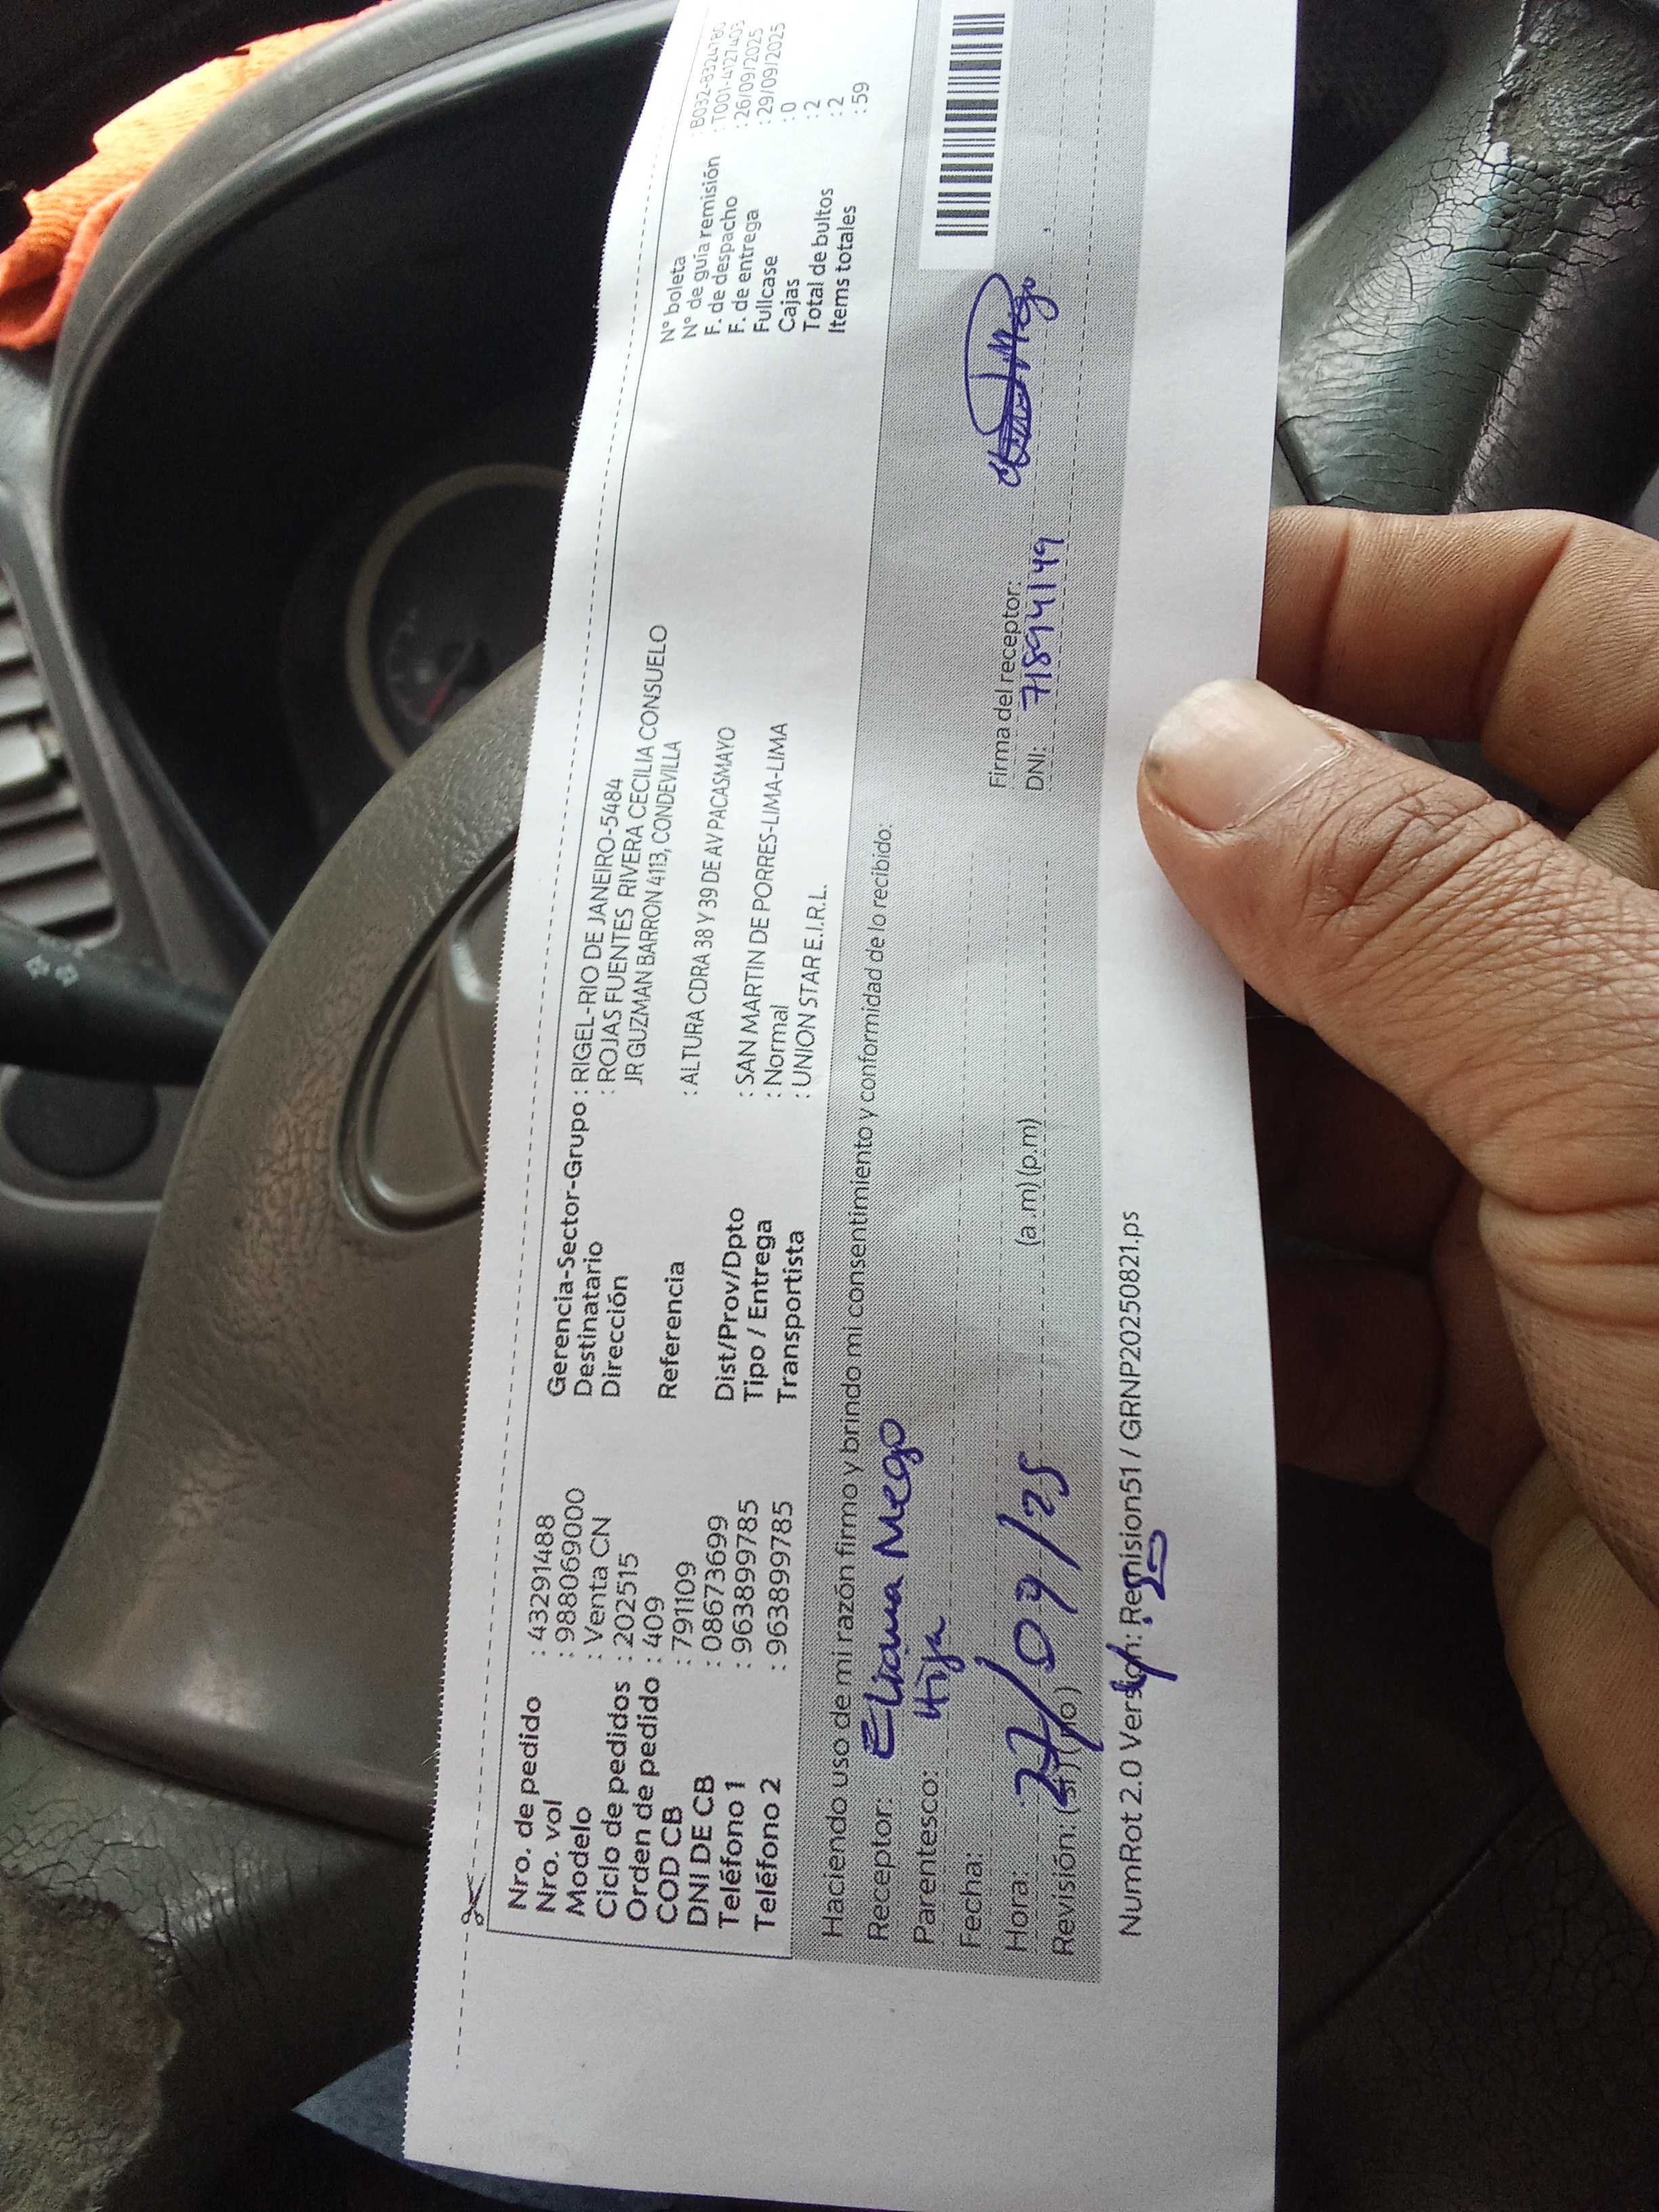 Nro. de pedido : 43291488
Nro. vol : 988069000
Modelo : Venta CN
Ciclo de pedidos : 202515
Orden de pedido : 409
COD CB : 791109
DNI DE CB : 08673699
Teléfono 1 : 963899785
Teléfono 2 : 963899785
Gerencia-Sector-Grupo : RIGEL-RIO DE JANEIRO-5484
Destinatario : ROJAS FUENTES RIVERA CECILIA CONSUELO
Dirección JR GUZMAN BARRON 4113, CONDEVILLA
Referencia : ALTURA CDRA 38 Y 39 DE AV PACASMAYO
Dist/Prov/Dpto : SAN MARTIN DE PORRES-LIMA-LIMA
Tipo / Entrega : Normal
Transportista : UNION STAR E.I.R.L.
N° boleta : B032-8324780
N° de guía remisión : T001-4127403
F. de despacho : 26/09/2025
F. de entrega : 29/09/2025
Fullcase : 0
Cajas : 2
Total de bultos : 2
Items totales : 59
Haciendo uso de mi razón firmo y brindo mi consentimiento y conformidad de lo recibido:
Receptor: Eliana Mego
Parentesco: Hija
Fecha:
Hora: 27/09/25 (a.m) (p.m)
Revisión: (si) (no)
Firma del receptor:
DNI: 71894149
NumRot 2.0 Version: Remision51 / GRNP20250821.ps